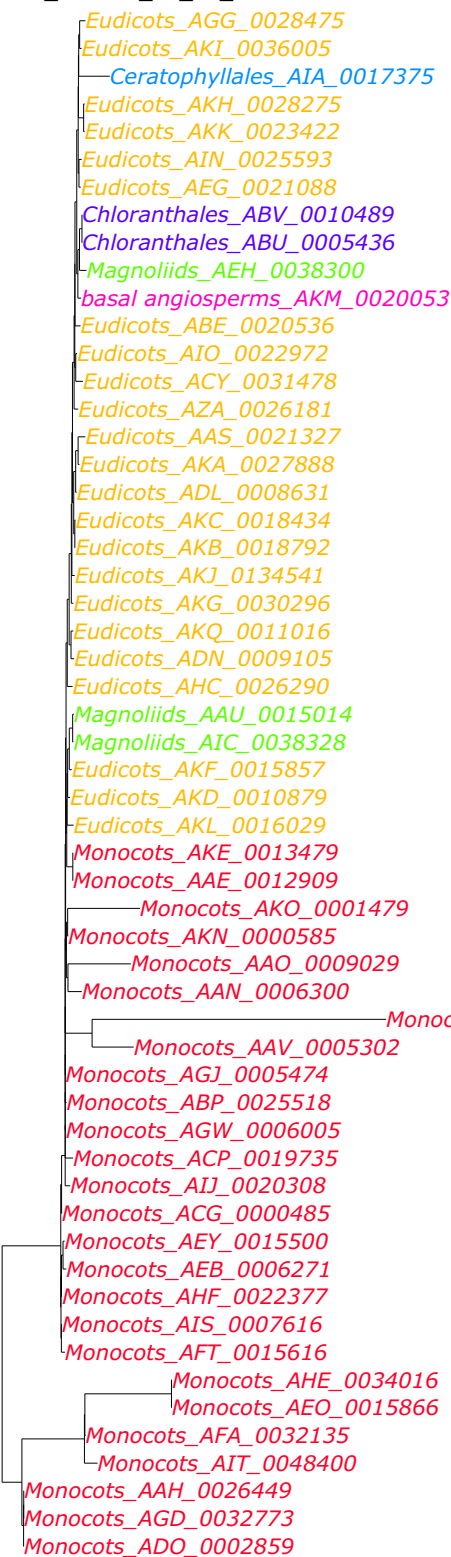 Eudicots_AGG_0028475
Eudicots_AKI_0036005
Ceratophyllales_AIA_0017375
Eudicots_AKH_0028275
Eudicots_AKK_0023422
Eudicots_AIN_0025593
Eudicots_AEG_0021088
Chloranthales_ABV_0010489
Chloranthales_ABU_0005436
Magnoliids_AEH_0038300
basal angiosperms_AKM_0020053
Eudicots_ABE_0020536
Eudicots_AIO_0022972
Eudicots_ACY_0031478
Eudicots_AZA_0026181
Eudicots_AAS_0021327
Eudicots_AKA_0027888
Eudicots_ADL_0008631
Eudicots_AKC_0018434
Eudicots_AKB_0018792
Eudicots_AKJ_0134541
Eudicots_AKG_0030296
Eudicots_AKQ_0011016
Eudicots_ADN_0009105
Eudicots_AHC_0026290
Magnoliids_AAU_0015014
Magnoliids_AIC_0038328
Eudicots_AKF_0015857
Eudicots_AKD_0010879
Eudicots_AKL_0016029
Monocots_AKE_0013479
Monocots_AAE_0012909
Monocots_AKO_0001479
Monocots_AKN_0000585
Monocots_AAO_0009029
Monocots_AAN_0006300
Monoc
Monocots_AAV_0005302
Monocots_AGJ_0005474
Monocots_ABP_0025518
Monocots_AGW_0006005
Monocots_ACP_0019735
Monocots_AIJ_0020308
Monocots_ACG_0000485
Monocots_AEY_0015500
Monocots_AEB_0006271
Monocots_AHF_0022377
Monocots_AIS_0007616
Monocots_AFT_0015616
Monocots_AHE_0034016
Monocots_AEO_0015866
Monocots_AFA_0032135
Monocots_AIT_0048400
Monocots_AAH_0026449
Monocots_AGD_0032773
Monocots_ADO_0002859